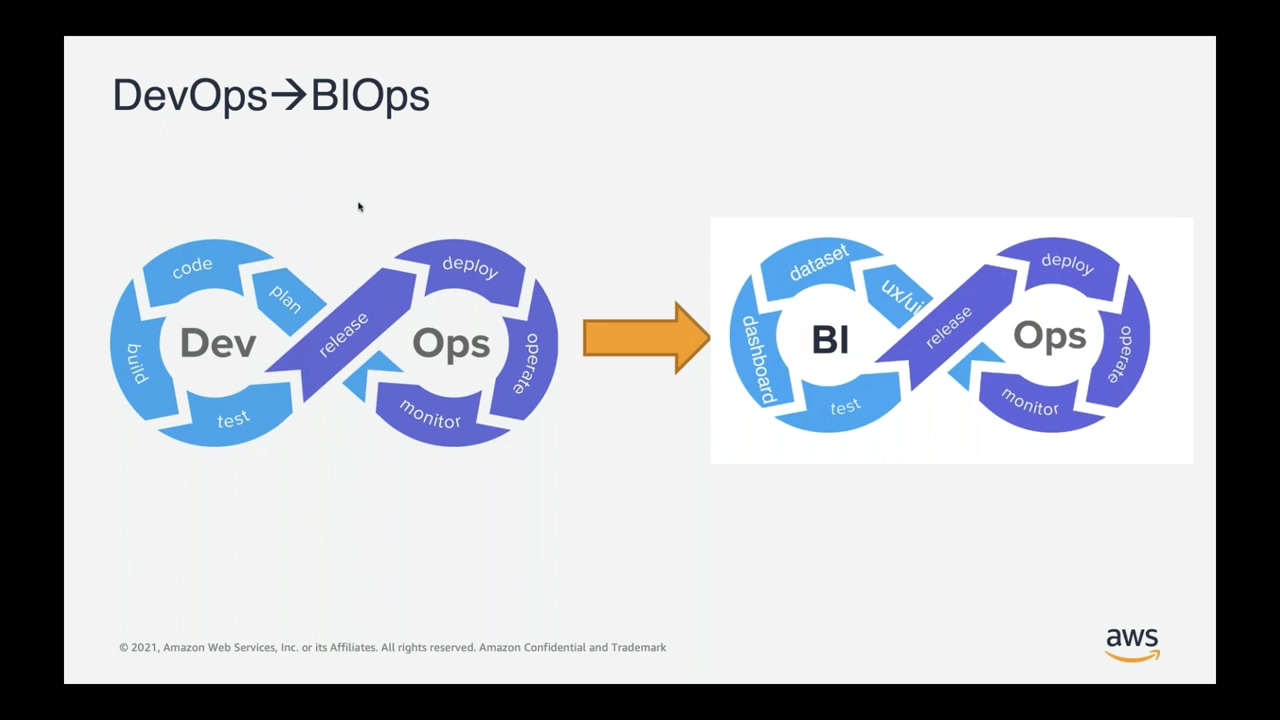 DevOps→BIOps
code
plan
build
Dev
test
release
deploy
Ops
operate
monitor
dataset
ux/ui
dashboard
BI
test
release
deploy
Ops
operate
monitor
© 2021, Amazon Web Services, Inc. or its Affiliates. All rights reserved. Amazon Confidential and Trademark
aws